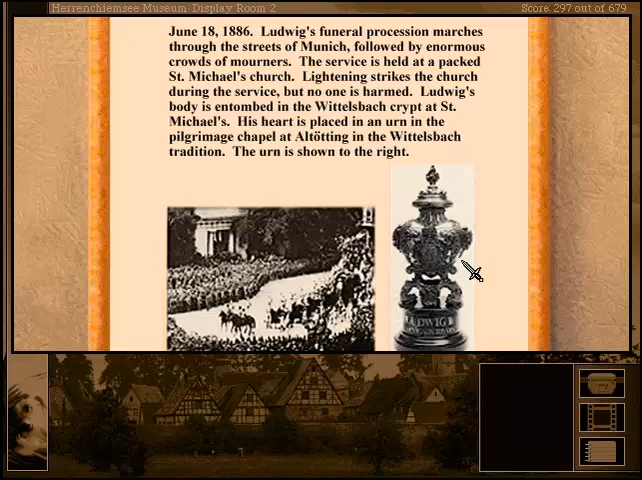 Herrenchiemsee Museum: Display Room 2
Score: 297 out of 679
June 18, 1886.  Ludwig's funeral procession marches
through the streets of Munich, followed by enormous
crowds of mourners.  The service is held at a packed
St. Michael's church.  Lightening strikes the church
during the service, but no one is harmed.  Ludwig's
body is entombed in the Wittelsbach crypt at St.
Michael's.  His heart is placed in an urn in the
pilgrimage chapel at Altötting in the Wittelsbach
tradition.  The urn is shown to the right.
LUDWIG